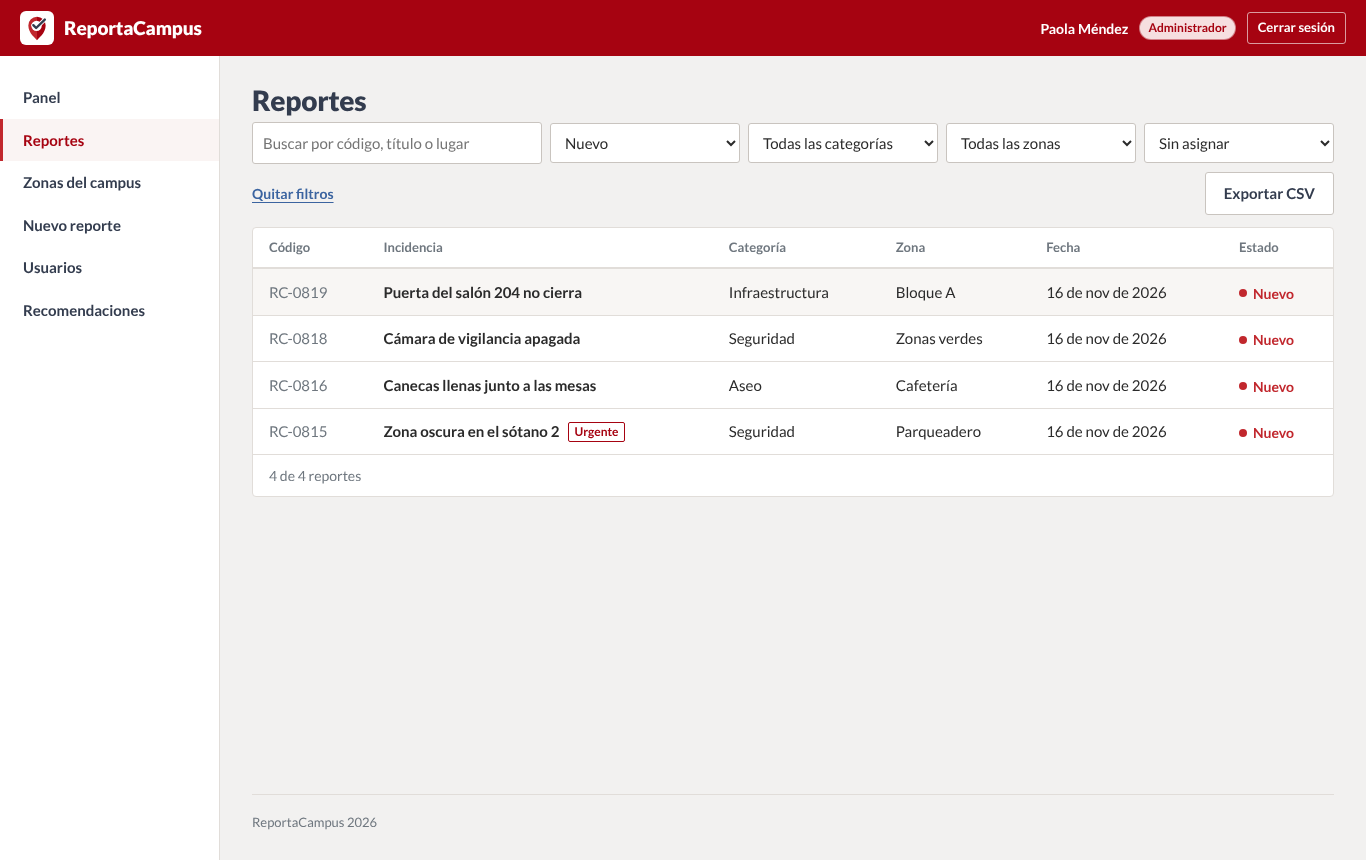 ReportaCampus
Paola Méndez Administrador Cerrar sesión
Panel
Reportes
Zonas del campus
Nuevo reporte
Usuarios
Recomendaciones
Reportes
Buscar por código, título o lugar Nuevo Todas las categorías Todas las zonas Sin asignar
Quitar filtros Exportar CSV
Código Incidencia Categoría Zona Fecha Estado
RC-0819 Puerta del salón 204 no cierra Infraestructura Bloque A 16 de nov de 2026 Nuevo
RC-0818 Cámara de vigilancia apagada Seguridad Zonas verdes 16 de nov de 2026 Nuevo
RC-0816 Canecas llenas junto a las mesas Aseo Cafetería 16 de nov de 2026 Nuevo
RC-0815 Zona oscura en el sótano 2 Urgente Seguridad Parqueadero 16 de nov de 2026 Nuevo
4 de 4 reportes
ReportaCampus 2026